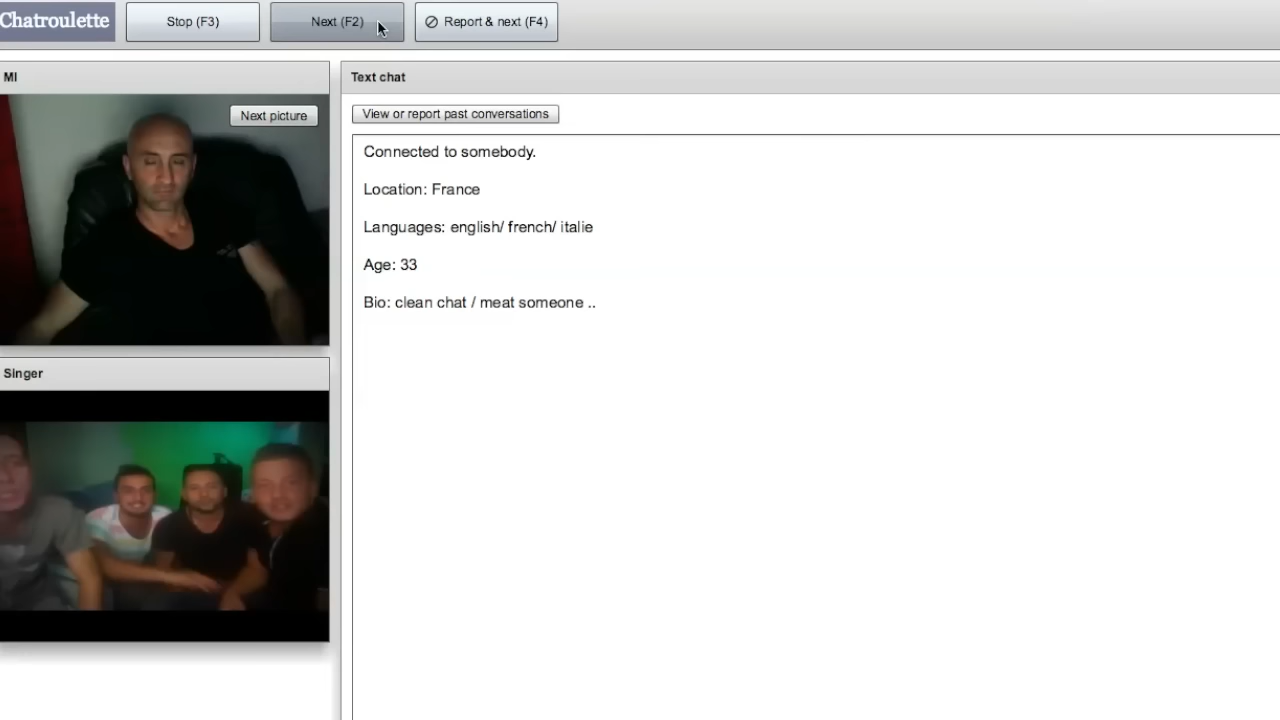 Chatroulette
Stop (F3)
Next (F2)
Report & next (F4)
MI
Next picture
Singer
Text chat
View or report past conversations
Connected to somebody.
Location: France
Languages: english/ french/ italie
Age: 33
Bio: clean chat / meat someone ..